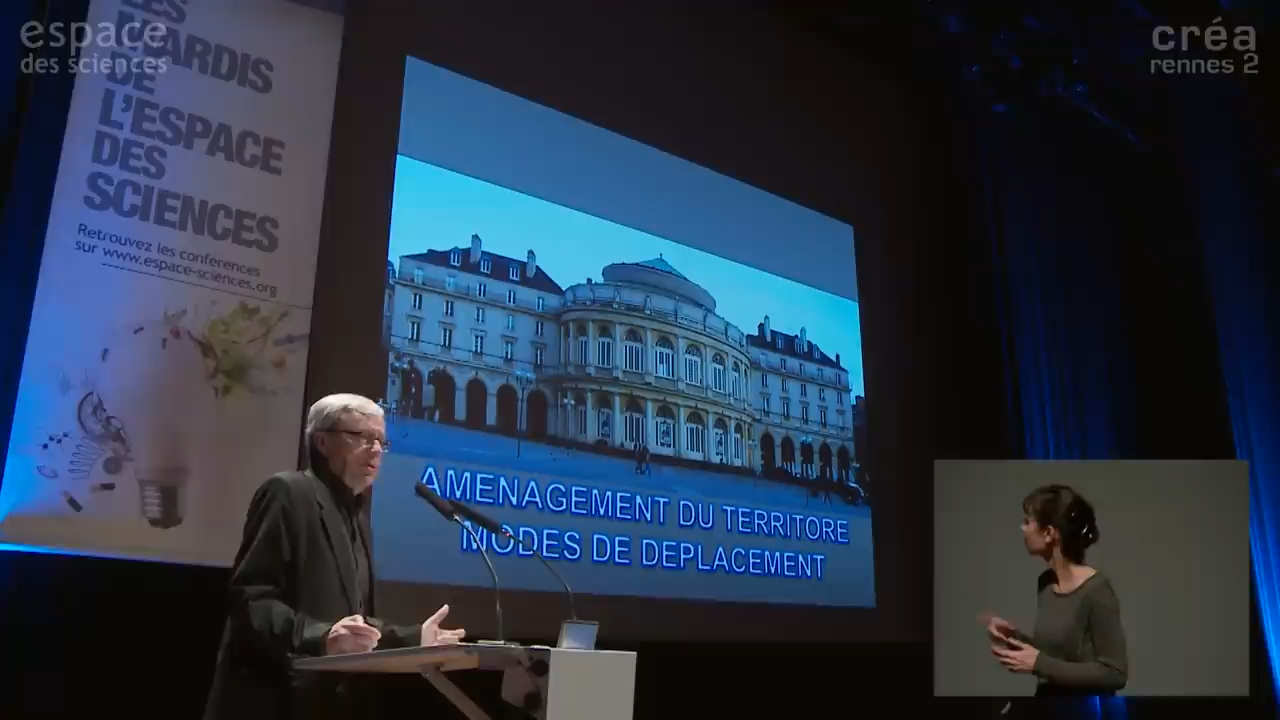 espace
des sciences
LES
MARDIS
DE
L'ESPACE
DES
SCIENCES
Retrouvez les conférences
sur www.espace-sciences.org
créa
rennes 2
AMENAGEMENT DU TERRITORE
MODES DE DEPLACEMENT